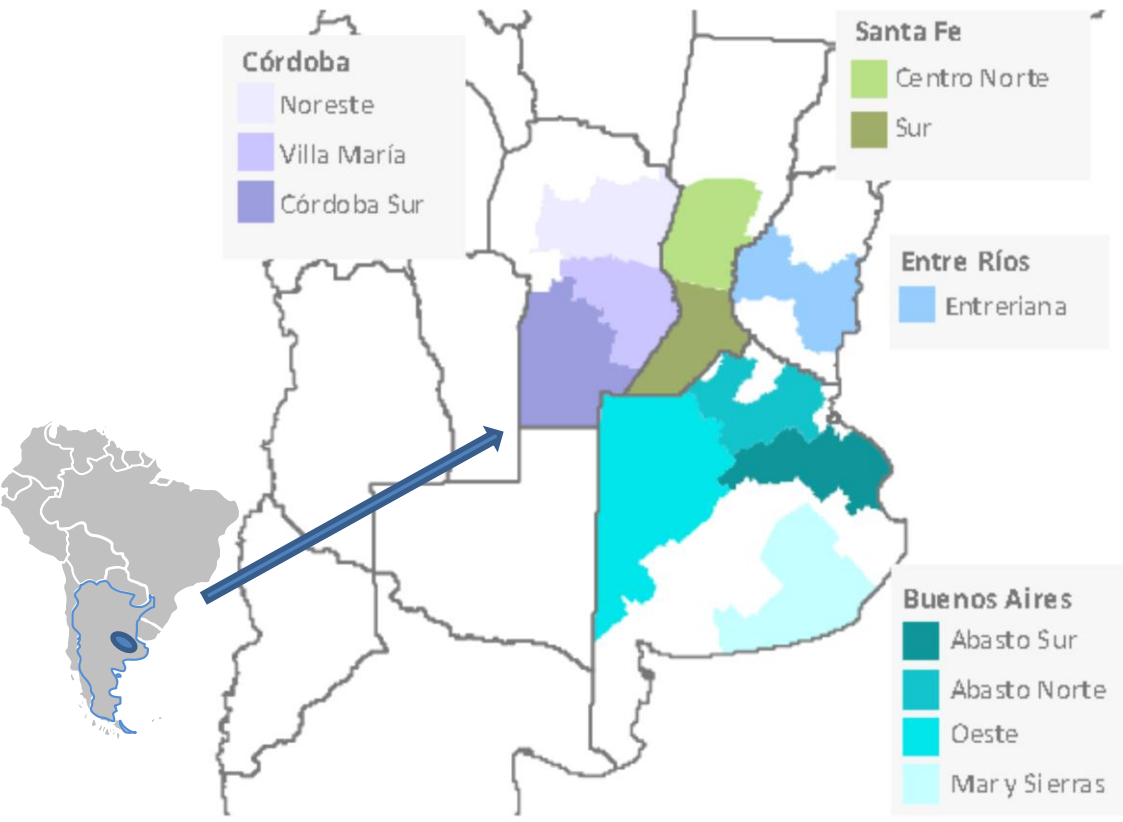 Córdoba
Noreste
Villa María
Córdoba Sur
Santa Fe
Centro Norte
Sur
Entre Ríos
Entreriana
Buenos Aires
Abasto Sur
Abasto Norte
Oeste
Mar y Sierras